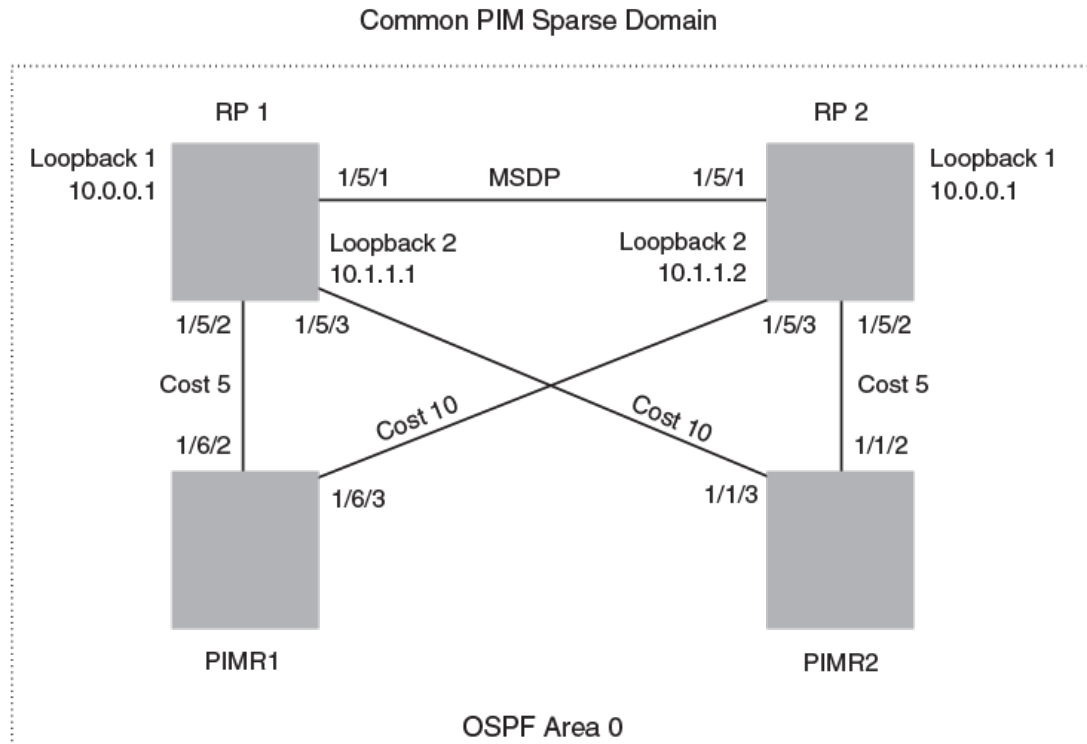 Common PIM Sparse Domain
RP 1
RP 2
Loopback 1
10.0.0.1
1/5/1
MSDP
1/5/1
Loopback 1
10.0.0.1
Loopback 2
10.1.1.1
Loopback 2
10.1.1.2
1/5/2
1/5/3
1/5/3
1/5/2
Cost 5
Cost 10
Cost 10
Cost 5
1/6/2
1/1/2
1/6/3
1/1/3
PIMR1
PIMR2
OSPF Area 0